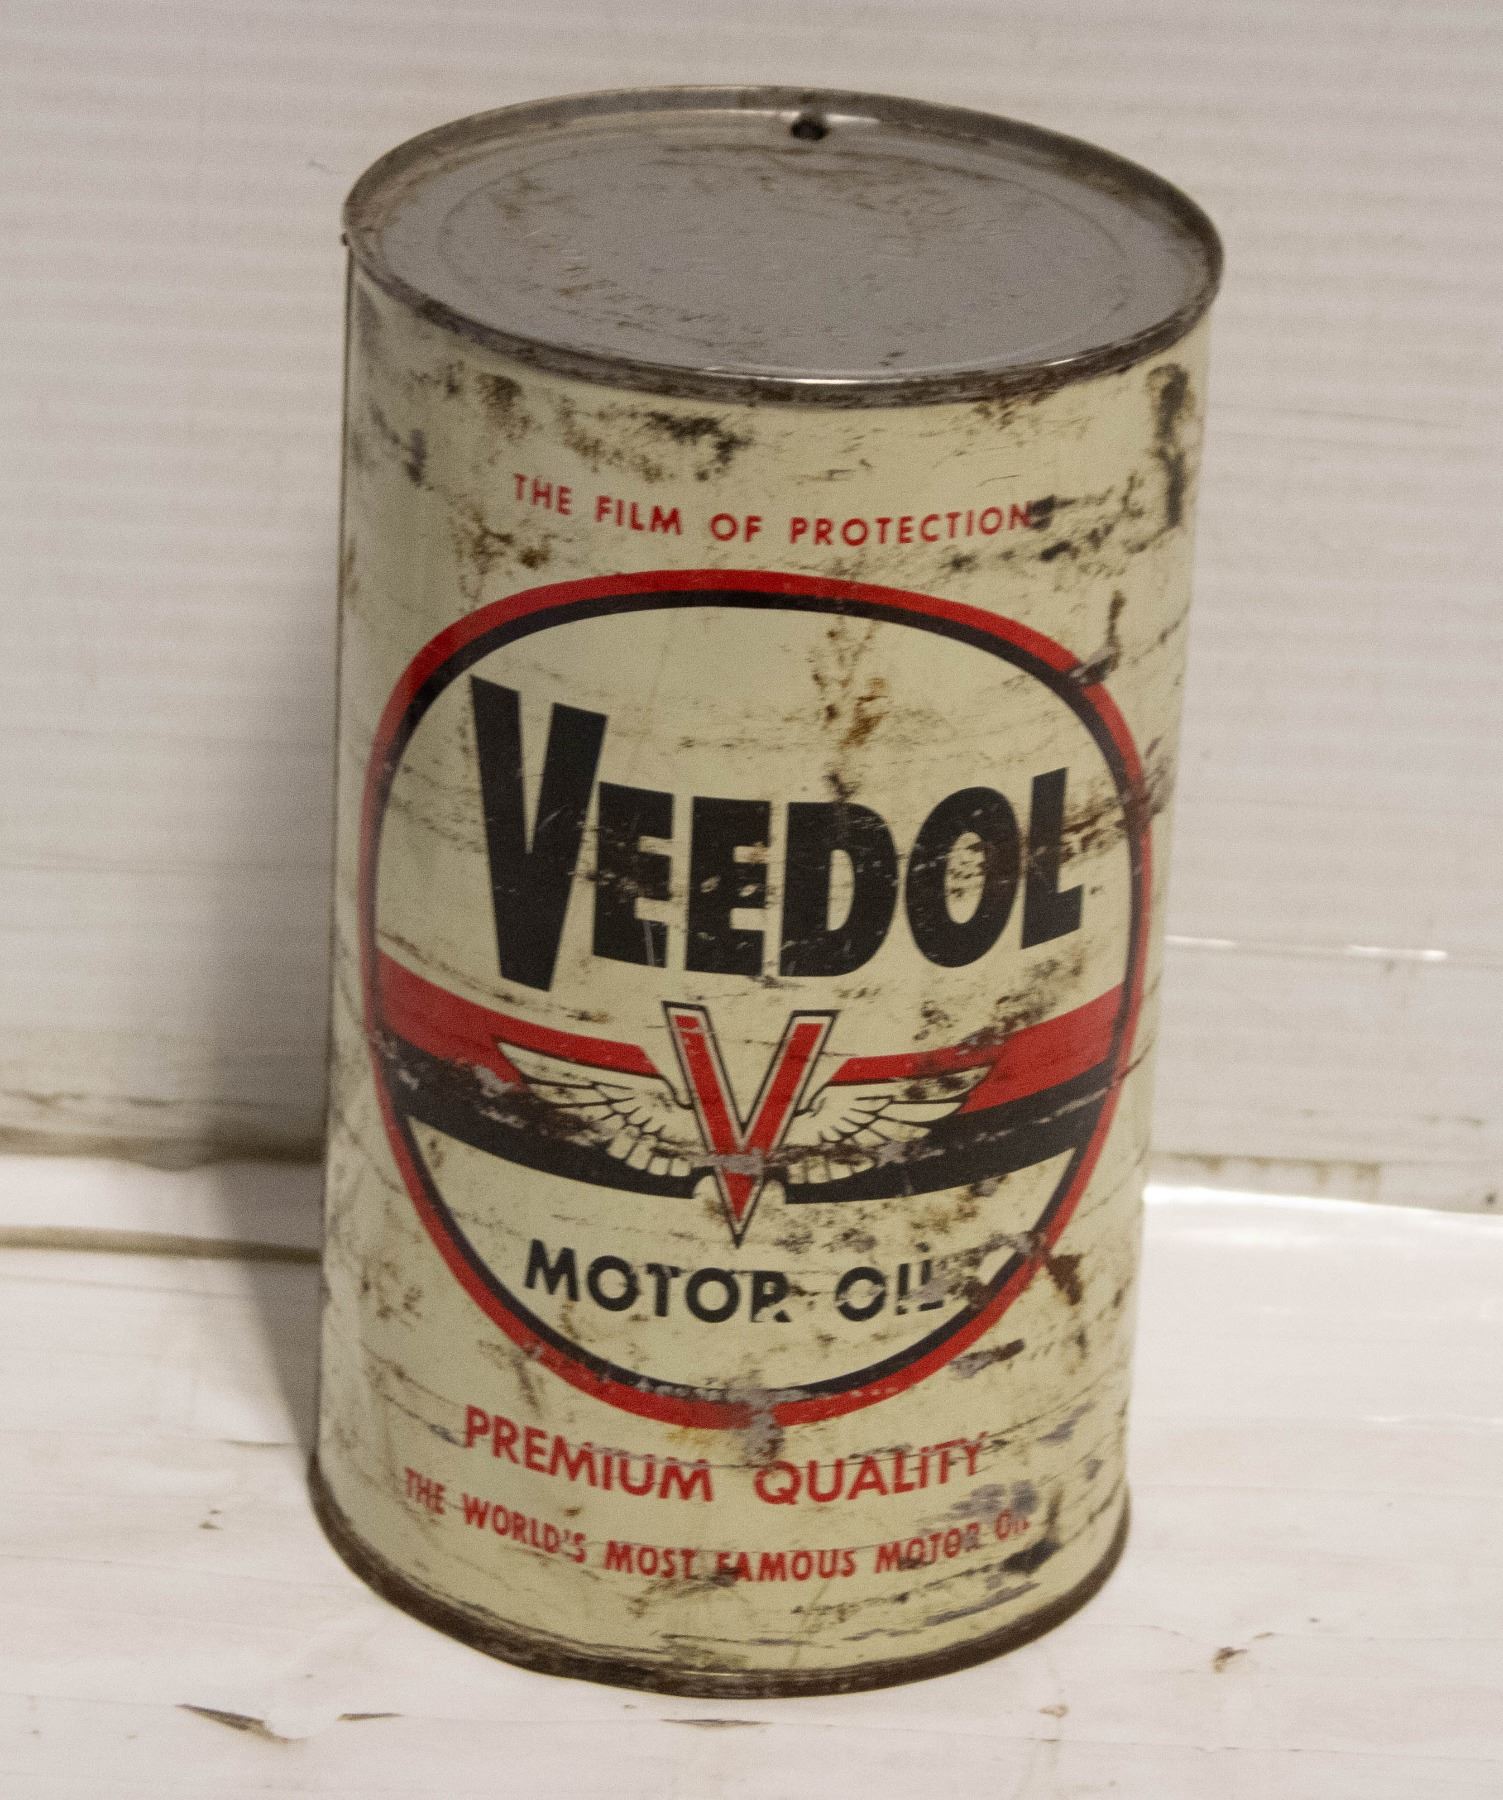 THE FILM OF PROTECTION
VEEDOL
V
MOTOR OIL
PREMIUM QUALITY
THE WORLD'S MOST FAMOUS MOTOR OIL